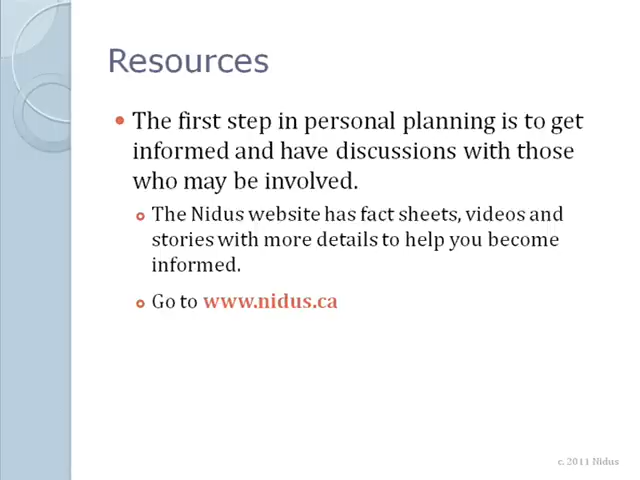 Resources
The first step in personal planning is to get
informed and have discussions with those
who may be involved.
The Nidus website has fact sheets, videos and
stories with more details to help you become
informed.
Go to www.nidus.ca
c. 2011 Nidus